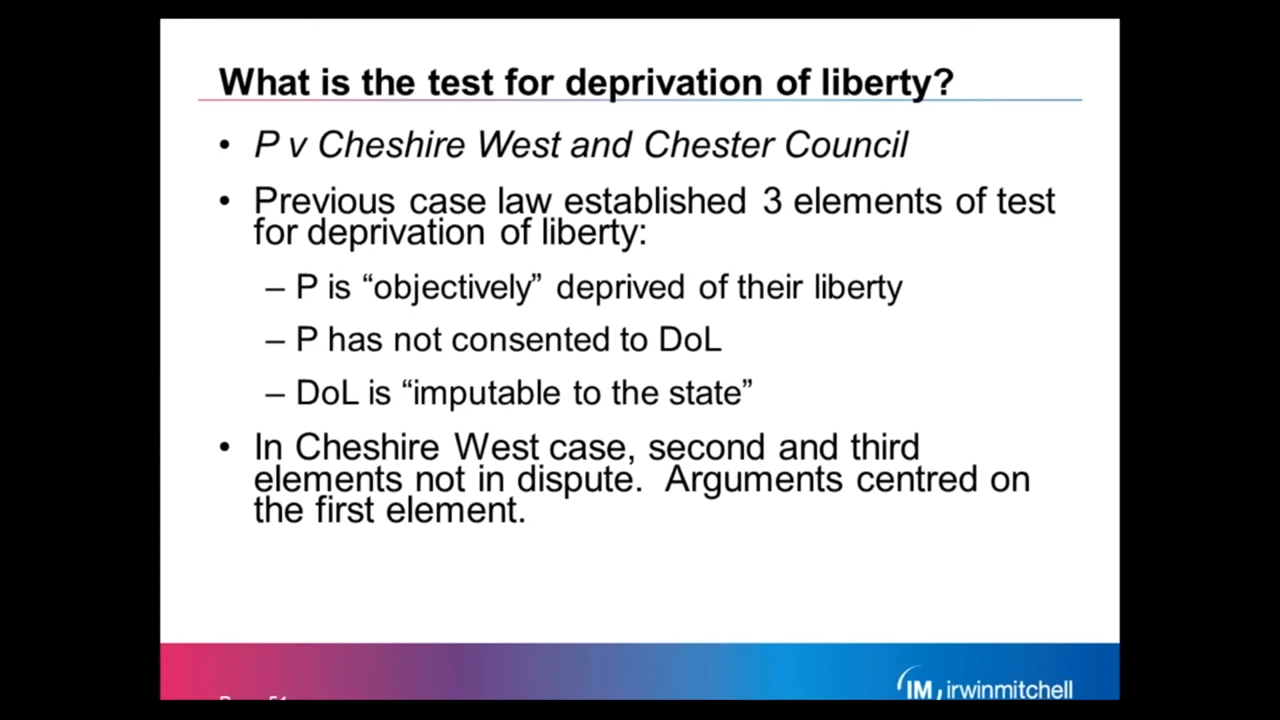 What is the test for deprivation of liberty?
• P v Cheshire West and Chester Council
• Previous case law established 3 elements of test
for deprivation of liberty:
– P is “objectively” deprived of their liberty
– P has not consented to DoL
– DoL is “imputable to the state”
• In Cheshire West case, second and third
elements not in dispute.  Arguments centred on
the first element.
IM irwinmitchell